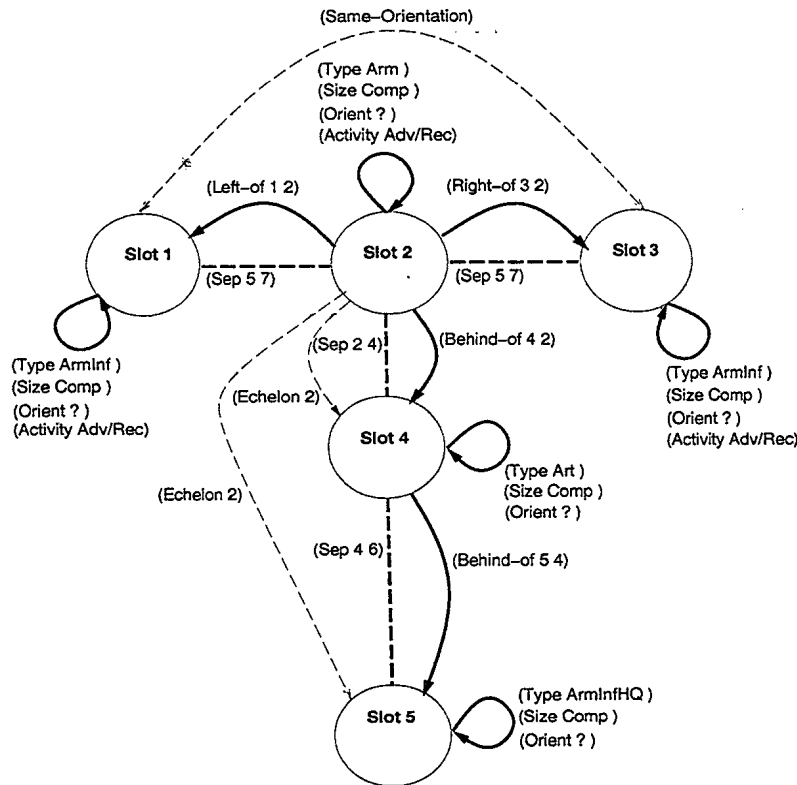 (Same–Orientation)
(Type Arm )
(Size Comp )
(Orient ? )
(Activity Adv/Rec)
(Left–of 1 2)
(Right–of 3 2)
Slot 1
Slot 2
Slot 3
(Sep 5 7)
(Sep 5 7)
(Type ArmInf )
(Size Comp )
(Orient ? )
(Activity Adv/Rec)
(Sep 2 4)
(Behind–of 4 2)
(Type ArmInf )
(Size Comp )
(Orient ? )
(Activity Adv/Rec)
(Echelon 2)
Slot 4
(Type Art )
(Size Comp )
(Orient ? )
(Echelon 2)
(Sep 4 6)
(Behind–of 5 4)
Slot 5
(Type ArmInfHQ )
(Size Comp )
(Orient ? )